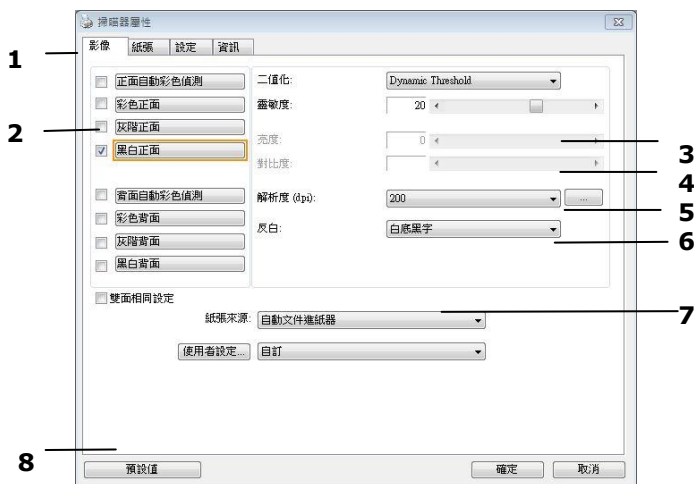 掃瞄器屬性
影像 紙張 設定 資訊
1
正面自動彩色偵測
二值化: Dynamic Threshold
彩色正面
靈敏度: 20
2
灰階正面
亮度: 0
3
黑白正面
對比度:
4
背面自動彩色偵測
解析度 (dpi): 200 ...
5
彩色背面
反白: 白底黑字
6
灰階背面
黑白背面
雙面相同設定
紙張來源: 自動文件進紙器
7
使用者設定... 自訂
8
預設值 確定 取消